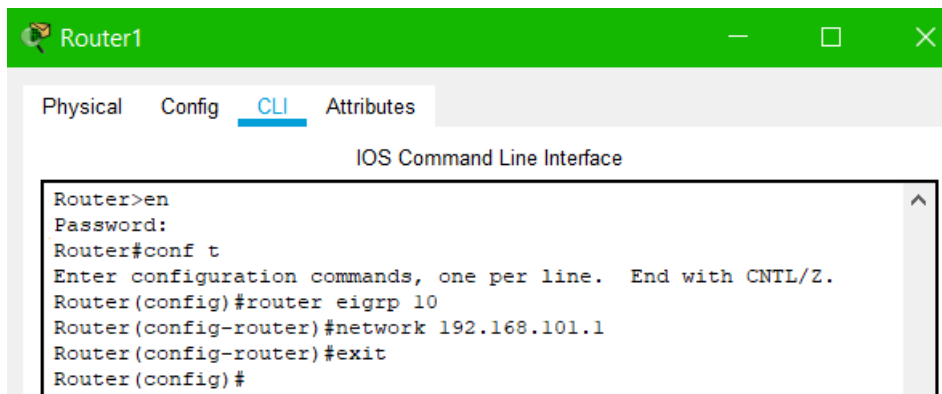 Router1
Physical Config CLI Attributes
IOS Command Line Interface
Router>en
Password:
Router#conf t
Enter configuration commands, one per line.  End with CNTL/Z.
Router(config)#router eigrp 10
Router(config-router)#network 192.168.101.1
Router(config-router)#exit
Router(config)#